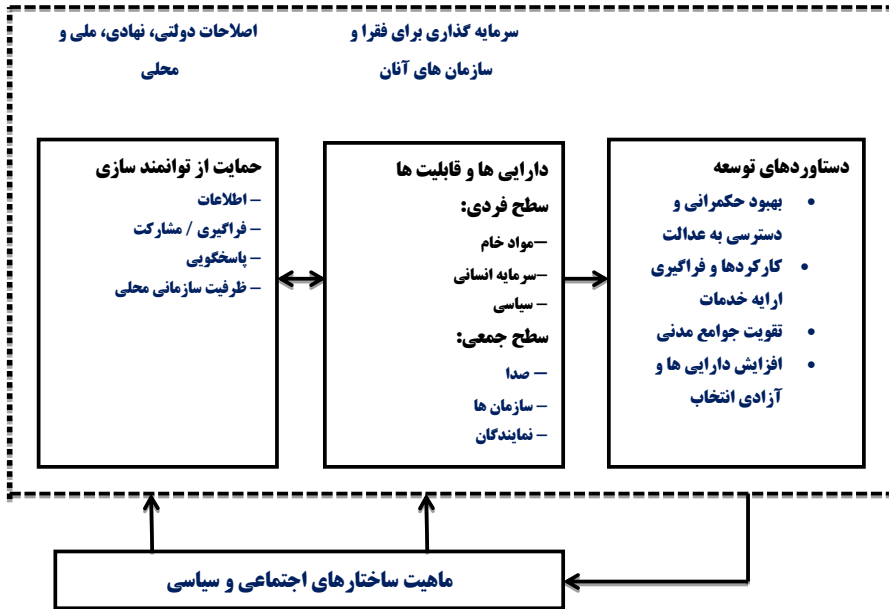 اصلاحات دولتی، نهادی، ملی و
محلی
سرمایه گذاری برای فقرا و
سازمان های آنان
حمایت از توانمند سازی
– اطلاعات
– فراگیری / مشارکت
– پاسخگویی
– ظرفیت سازمانی محلی
دارایی ها و قابلیت ها
سطح فردی:
–مواد خام
–سرمایه انسانی
– سیاسی
سطح جمعی:
– صدا
– سازمان ها
– نمایندگان
دستاوردهای توسعه
• بهبود حکمرانی و
دسترسی به عدالت
• کارکردها و فراگیری
ارایه خدمات
• تقویت جوامع مدنی
• افزایش دارایی ها و
آزادی انتخاب
ماهیت ساختارهای اجتماعی و سیاسی